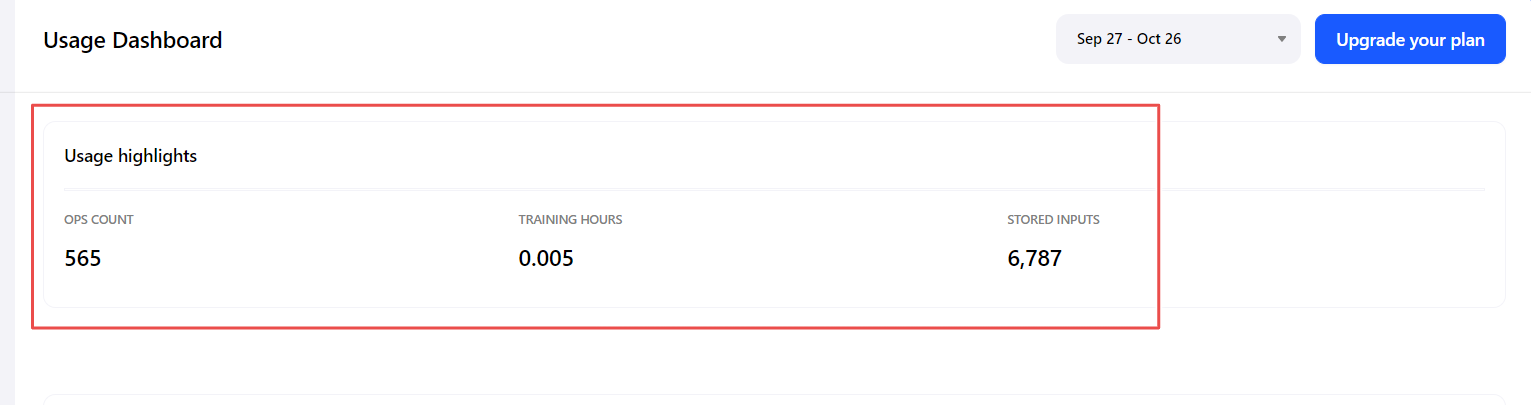 Usage Dashboard
Sep 27 - Oct 26
Upgrade your plan
Usage highlights
OPS COUNT
TRAINING HOURS
STORED INPUTS
565
0.005
6,787